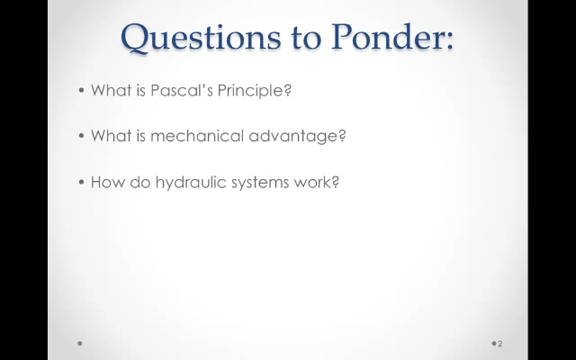 Questions to Ponder:
• What is Pascal's Principle?
• What is mechanical advantage?
• How do hydraulic systems work?
2